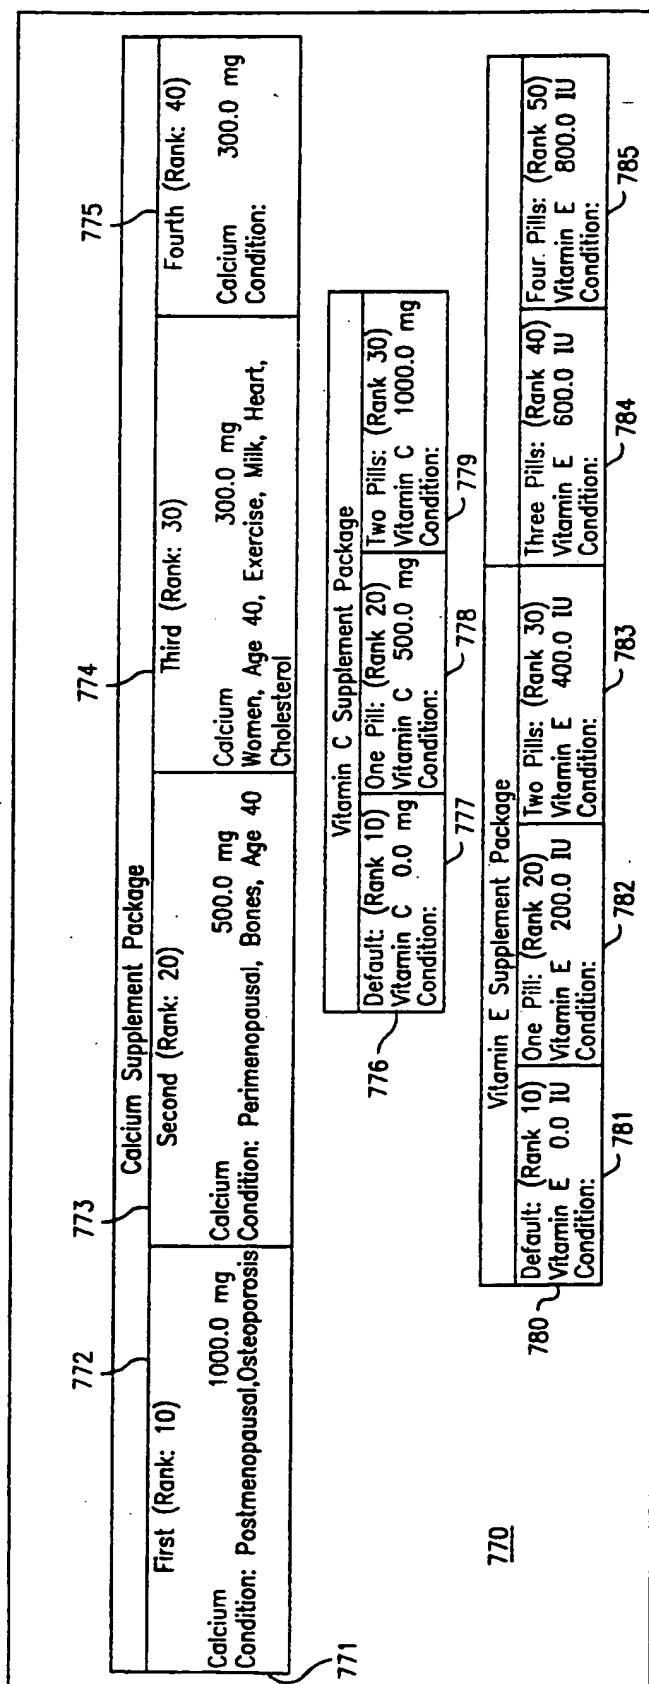 772
773
774
775
Calcium Supplement Package
First (Rank: 10)
Calcium 1000.0 mg
Condition: Postmenopausal,Osteoporosis
Second (Rank: 20)
Calcium 500.0 mg
Condition: Perimenopausal, Bones, Age 40
Third (Rank: 30)
Calcium 300.0 mg
Women, Age 40, Exercise, Milk, Heart,
Cholesterol
Fourth (Rank: 40)
Calcium 300.0 mg
Condition:
771
Vitamin C Supplement Package
776
Default: (Rank 10)
Vitamin C 0.0 mg
Condition:
One Pill: (Rank 20)
Vitamin C 500.0 mg
Condition:
Two Pills: (Rank 30)
Vitamin C 1000.0 mg
Condition:
777
778
779
Vitamin E Supplement Package
780
Default: (Rank 10)
Vitamin E 0.0 IU
Condition:
One Pill: (Rank 20)
Vitamin E 200.0 IU
Condition:
Two Pills: (Rank 30)
Vitamin E 400.0 IU
Condition:
Three Pills: (Rank 40)
Vitamin E 600.0 IU
Condition:
Four. Pills: (Rank 50)
Vitamin E 800.0 IU
Condition:
781
782
783
784
785
770